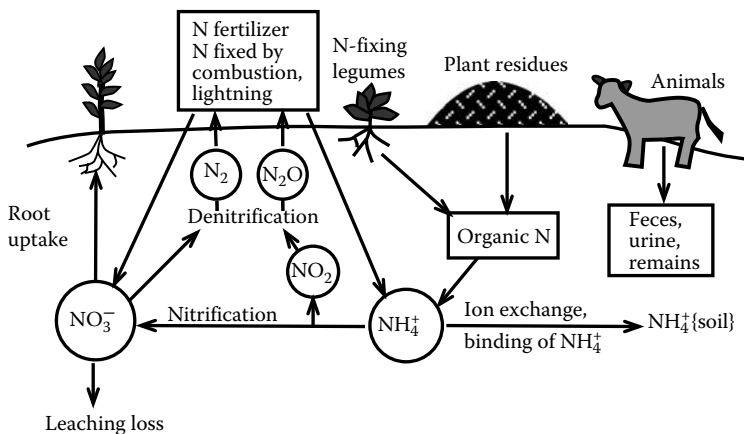 N fertilizer
N fixed by
combustion,
lightning
N-fixing
legumes
Plant residues
Animals
N₂
N₂O
Root
uptake
Denitrification
Organic N
Feces,
urine,
remains
NO₂
NO₃⁻
Nitrification
NH₄⁺
Ion exchange,
binding of NH₄⁺
NH₄⁺{soil}
Leaching loss